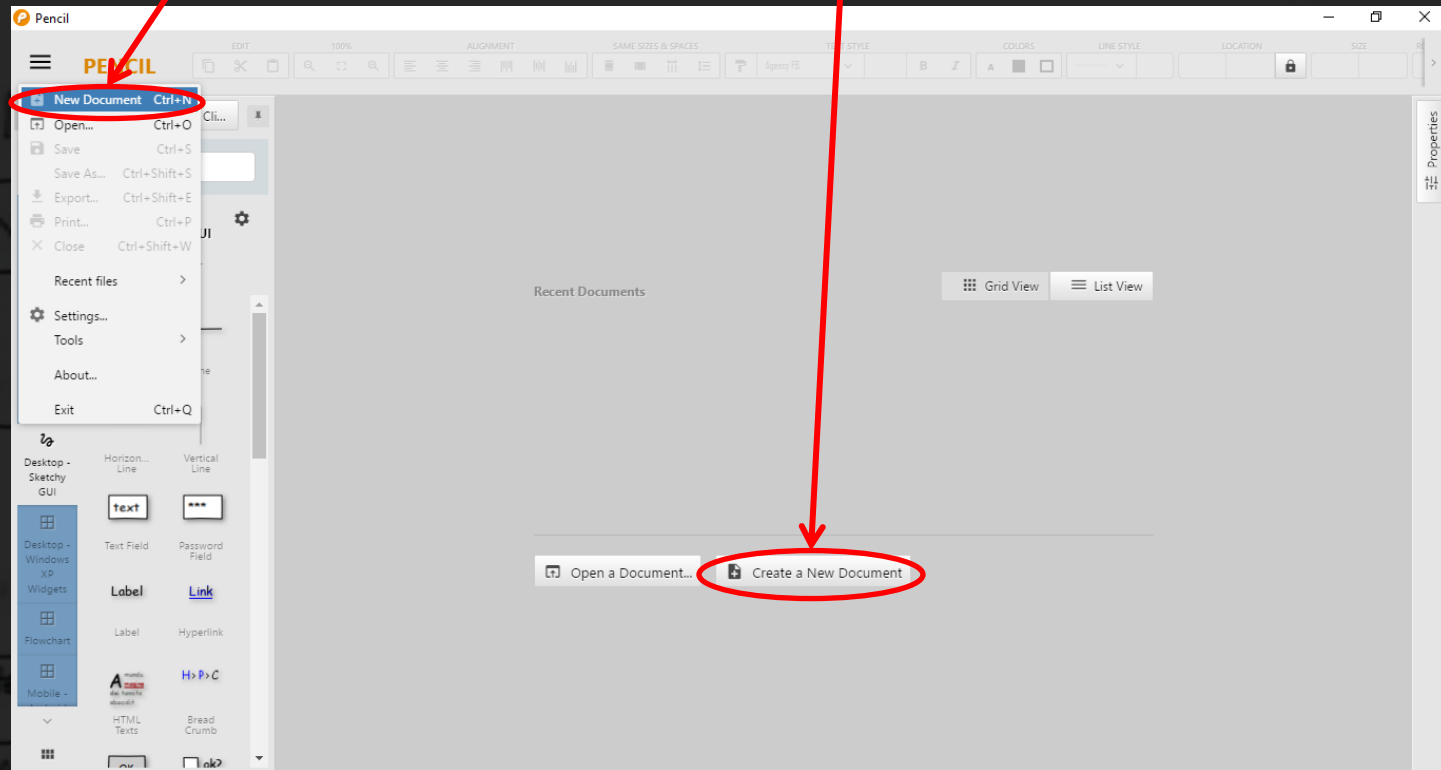 Pencil
EDIT 100% ALIGNMENT SAME SIZES & SPACES TEXT STYLE COLORS LINE STYLE LOCATION SIZE
PENCIL
Agency FB B I A
New Document Ctrl+N
Cli...
Open... Ctrl+O
Save Ctrl+S
Save As... Ctrl+Shift+S
Export... Ctrl+Shift+E
Print... Ctrl+P
Close Ctrl+Shift+W
Recent files
Settings...
Tools
About...
Exit Ctrl+Q
Properties
Recent Documents
Grid View
List View
Desktop -
Sketchy
GUI
Desktop -
Windows
XP
Widgets
Flowchart
Mobile -
Horizon...
Line
Vertical
Line
text
***
Text Field
Password
Field
Label
Link
Label
Hyperlink
H>P>C
HTML
Texts
Bread
Crumb
OK
ok?
Open a Document...
Create a New Document